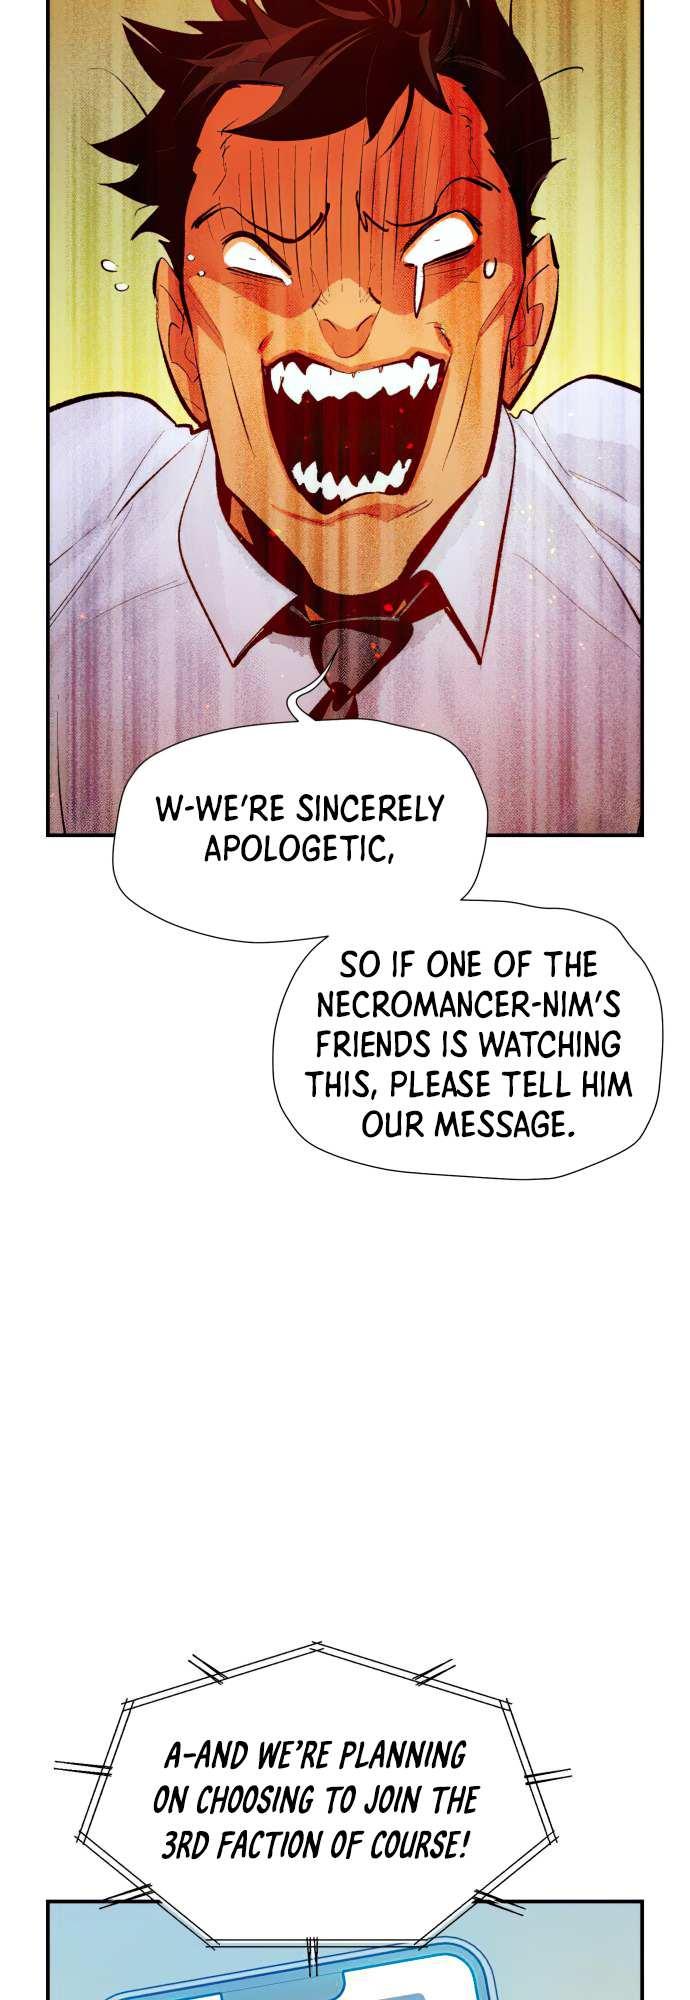 W-WE'RE SINCERELY
APOLOGETIC,
SO IF ONE OF THE
NECROMANCER-NIM'S
FRIENDS IS WATCHING
THIS, PLEASE TELL HIM
OUR MESSAGE.
A-AND WE'RE PLANNING
ON CHOOSING TO JOIN THE
3RD FACTION OF COURSE!